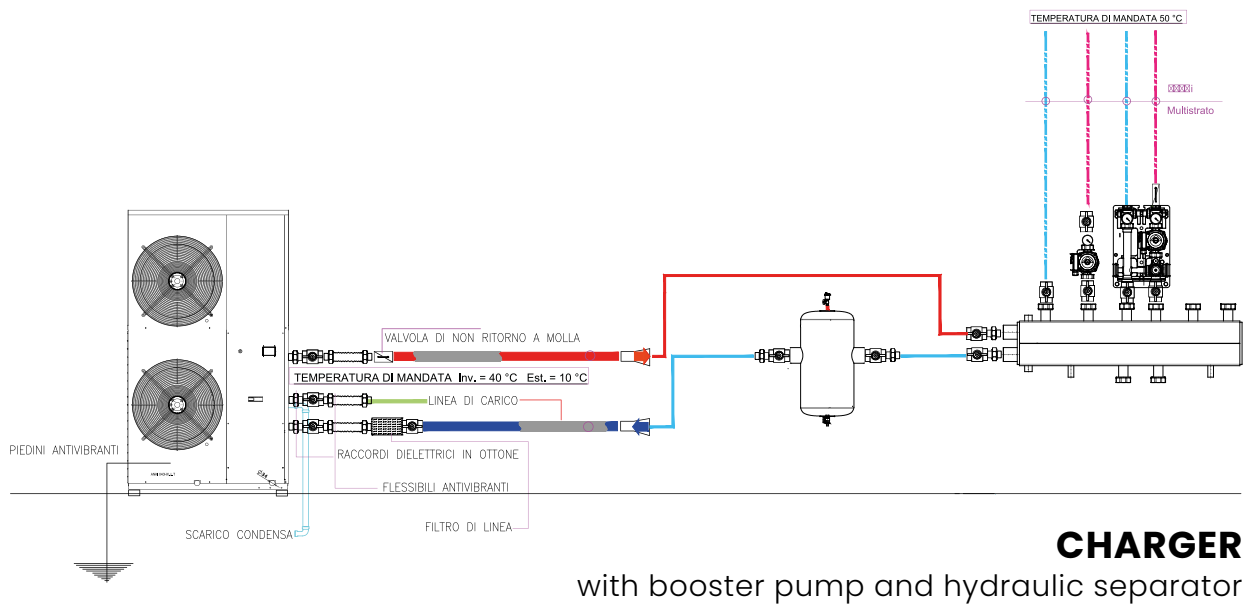 TEMPERATURA DI MANDATA 50 °C
Multistrato
VALVOLA DI NON RITORNO A MOLLA
TEMPERATURA DI MANDATA Inv. = 40 °C Est. = 10 °C
LINEA DI CARICO
PIEDINI ANTIVIBRANTI
RACCORDI DIELETTRICI IN OTTONE
FLESSIBILI ANTIVIBRANTI
FILTRO DI LINEA
SCARICO CONDENSA
CHARGER
with booster pump and hydraulic separator